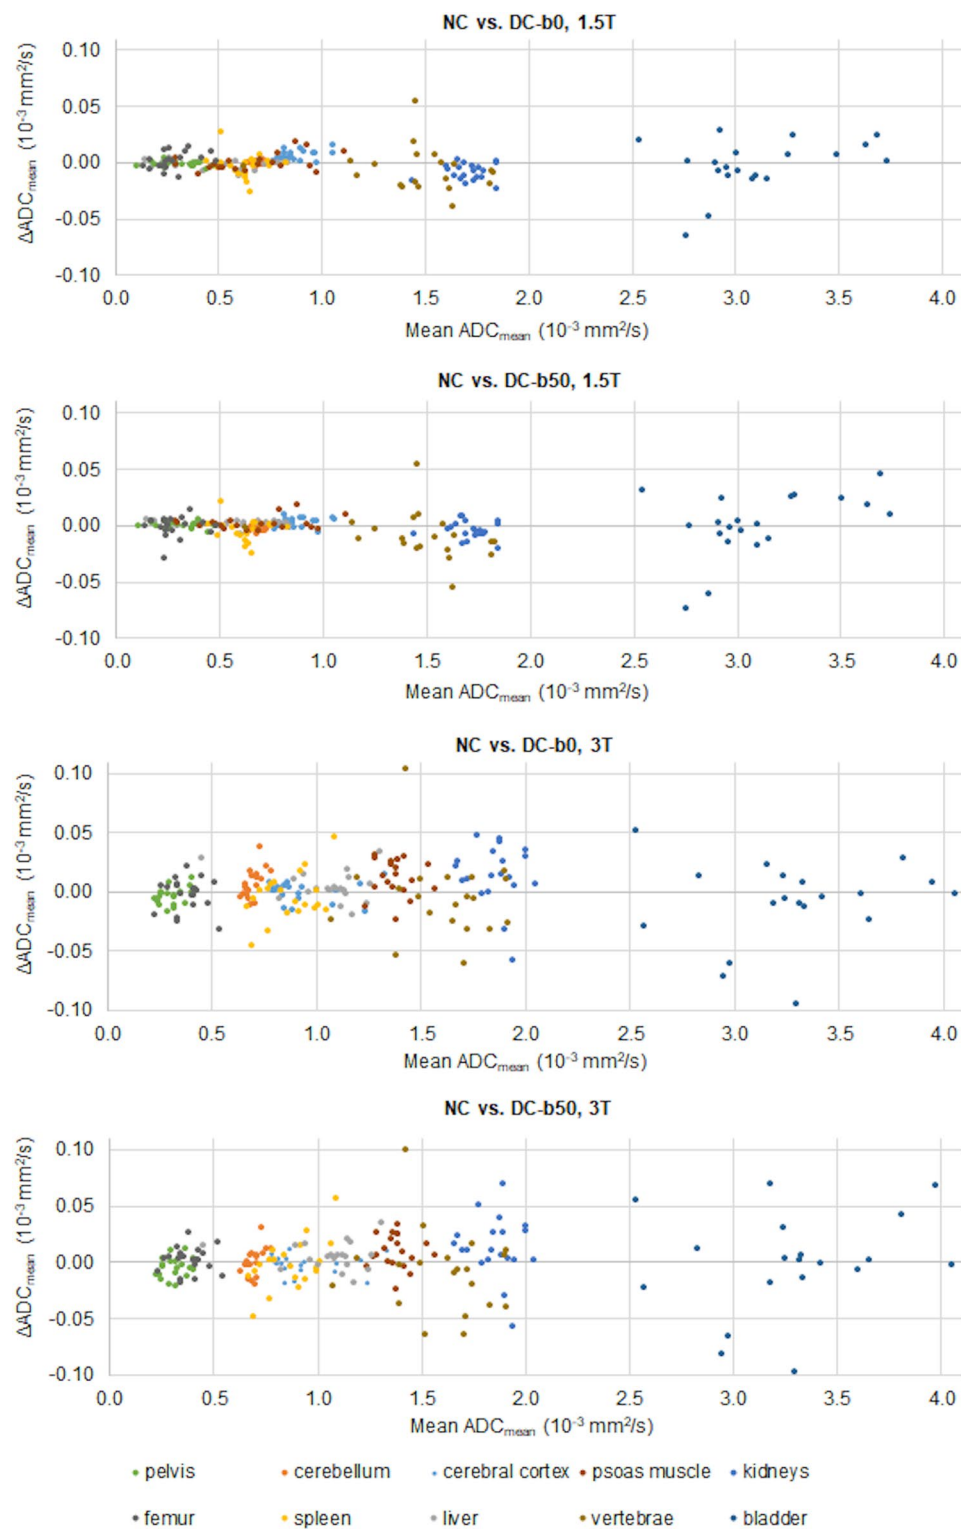 NC vs. DC-b0, 1.5T
0.10
0.05
0.00
-0.05
-0.10
ΔADCmean (10-3 mm2/s)
0.0 0.5 1.0 1.5 2.0 2.5 3.0 3.5 4.0
Mean ADCmean (10-3 mm2/s)
NC vs. DC-b50, 1.5T
0.10
0.05
0.00
-0.05
-0.10
ΔADCmean (10-3 mm2/s)
0.0 0.5 1.0 1.5 2.0 2.5 3.0 3.5 4.0
Mean ADCmean (10-3 mm2/s)
NC vs. DC-b0, 3T
0.10
0.05
0.00
-0.05
-0.10
ΔADCmean (10-3 mm2/s)
0.0 0.5 1.0 1.5 2.0 2.5 3.0 3.5 4.0
Mean ADCmean (10-3 mm2/s)
NC vs. DC-b50, 3T
0.10
0.05
0.00
-0.05
-0.10
ΔADCmean (10-3 mm2/s)
0.0 0.5 1.0 1.5 2.0 2.5 3.0 3.5 4.0
Mean ADCmean (10-3 mm2/s)
pelvis cerebellum cerebral cortex psoas muscle kidneys
femur spleen liver vertebrae bladder